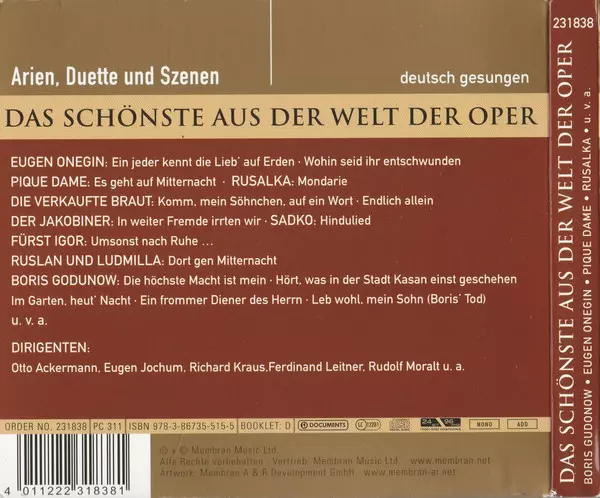 Arien, Duette und Szenen
deutsch gesungen
DAS SCHÖNSTE AUS DER WELT DER OPER
EUGEN ONEGIN: Ein jeder kennt die Lieb' auf Erden · Wohin seid ihr entschwunden
PIQUE DAME: Es geht auf Mitternacht · RUSALKA: Mondarie
DIE VERKAUFTE BRAUT: Komm, mein Söhnchen, auf ein Wort · Endlich allein
DER JAKOBINER: In weiter Fremde irrten wir · SADKO: Hindulied
FÜRST IGOR: Umsonst nach Ruhe ...
RUSLAN UND LUDMILLA: Dort gen Mitternacht
BORIS GODUNOW: Die höchste Macht ist mein · Hört, was in der Stadt Kasan einst geschehen
Im Garten, heut' Nacht · Ein frommer Diener des Herrn · Leb wohl, mein Sohn (Boris' Tod)
u. v. a.
DIRIGENTEN:
Otto Ackermann, Eugen Jochum, Richard Kraus,Ferdinand Leitner, Rudolf Moralt u. a.
ORDER NO. 231838 | PC 311 | ISBN 978-3-86735-515-5 | BOOKLET: D DOCUMENTS LC 12281 MONO ADD
4 011222 318381
℗ + © Membran Music Ltd.
Alle Rechte vorbehalten · Vertrieb: Membran Music Ltd. · www.membran.net
Artwork: Membran A & R Development GmbH · www.membran-ar.net
231838
DAS SCHÖNSTE AUS DER WELT DER OPER
BORIS GUDONOW • EUGEN ONEGIN • PIQUE DAME • RUSALKA • u. v. a.